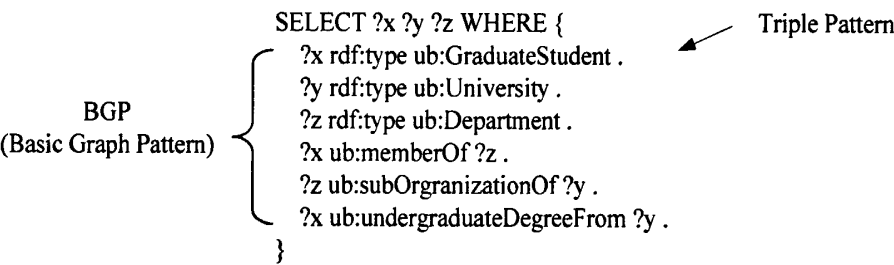 SELECT ?x ?y ?z WHERE {
Triple Pattern
?x rdf:type ub:GraduateStudent .
?y rdf:type ub:University .
BGP
(Basic Graph Pattern)
?z rdf:type ub:Department .
?x ub:memberOf ?z .
?z ub:subOrgranizationOf ?y .
?x ub:undergraduateDegreeFrom ?y .
}